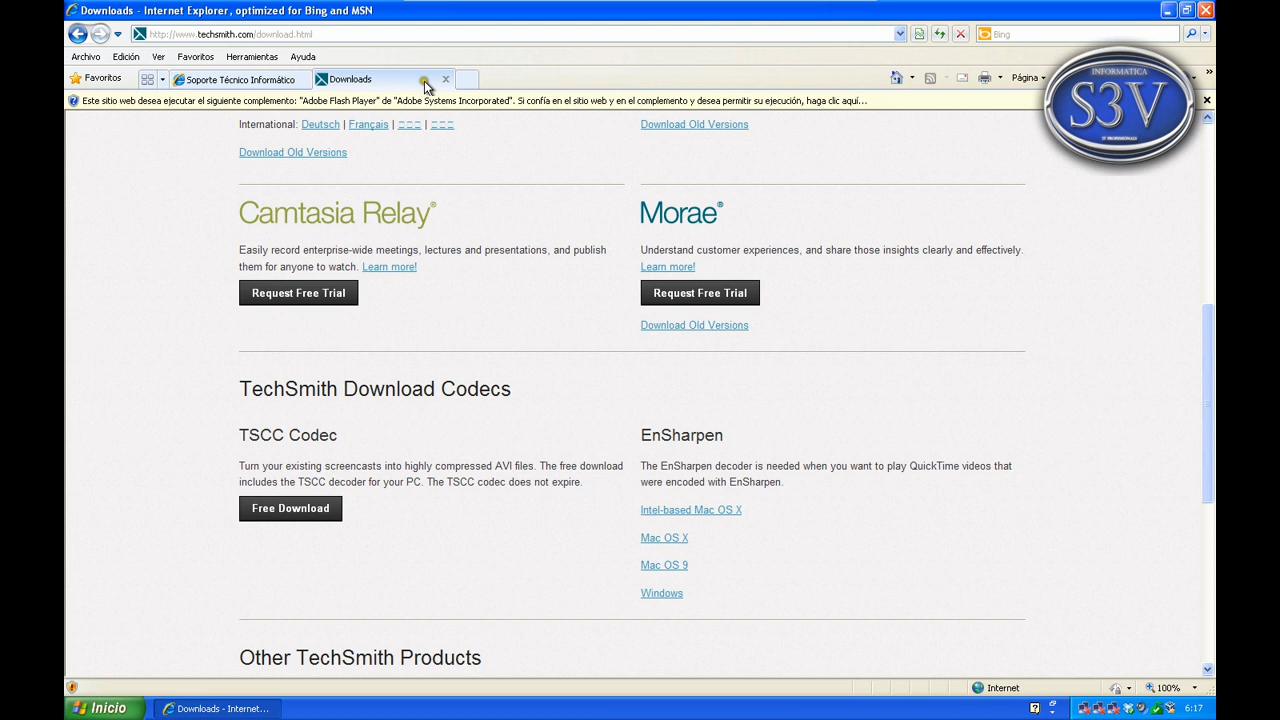 Downloads - Internet Explorer, optimized for Bing and MSN
http://www.techsmith.com/download.html
Bing
Archivo Edición Ver Favoritos Herramientas Ayuda
Favoritos
Soporte Técnico Informático
Downloads
Página
Este sitio web desea ejecutar el siguiente complemento: "Adobe Flash Player" de "Adobe Systems Incorporated". Si confía en el sitio web y en el complemento y desea permitir su ejecución, haga clic aquí...
INFORMATICA
S3V
IT PROFESSIONALS
International: Deutsch | Français |
Download Old Versions
Download Old Versions
Camtasia Relay®
Easily record enterprise-wide meetings, lectures and presentations, and publish
them for anyone to watch. Learn more!
Request Free Trial
Morae®
Understand customer experiences, and share those insights clearly and effectively.
Learn more!
Request Free Trial
Download Old Versions
TechSmith Download Codecs
TSCC Codec
Turn your existing screencasts into highly compressed AVI files. The free download
includes the TSCC decoder for your PC. The TSCC codec does not expire.
Free Download
EnSharpen
The EnSharpen decoder is needed when you want to play QuickTime videos that
were encoded with EnSharpen.
Intel-based Mac OS X
Mac OS X
Mac OS 9
Windows
Other TechSmith Products
Internet
100%
Inicio
Downloads - Internet...
6:17